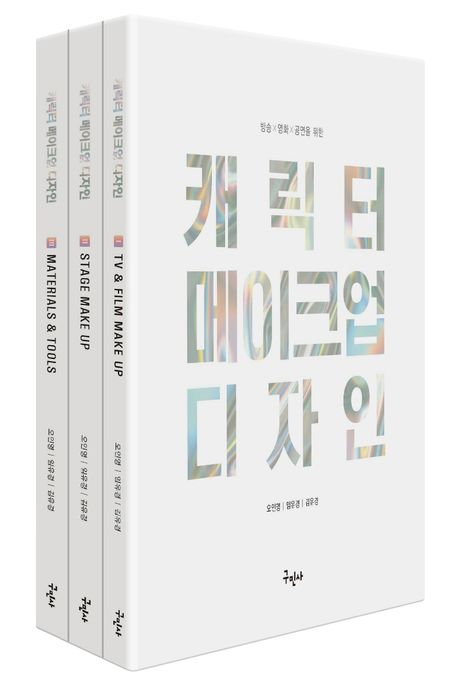 캐릭터 메이크업 디자인
III MATERIALS & TOOLS
오인영 | 임유경 | 김유경
구민사
캐릭터 메이크업 디자인
II STAGE MAKE UP
오인영 | 임유경 | 김유경
구민사
캐릭터 메이크업 디자인
I TV & FILM MAKE UP
오인영 | 임유경 | 김유경
구민사
방송×영화×공연을 위한
캐릭터
메이크업
디자인
오인영 | 임유경 | 김유경
구민사